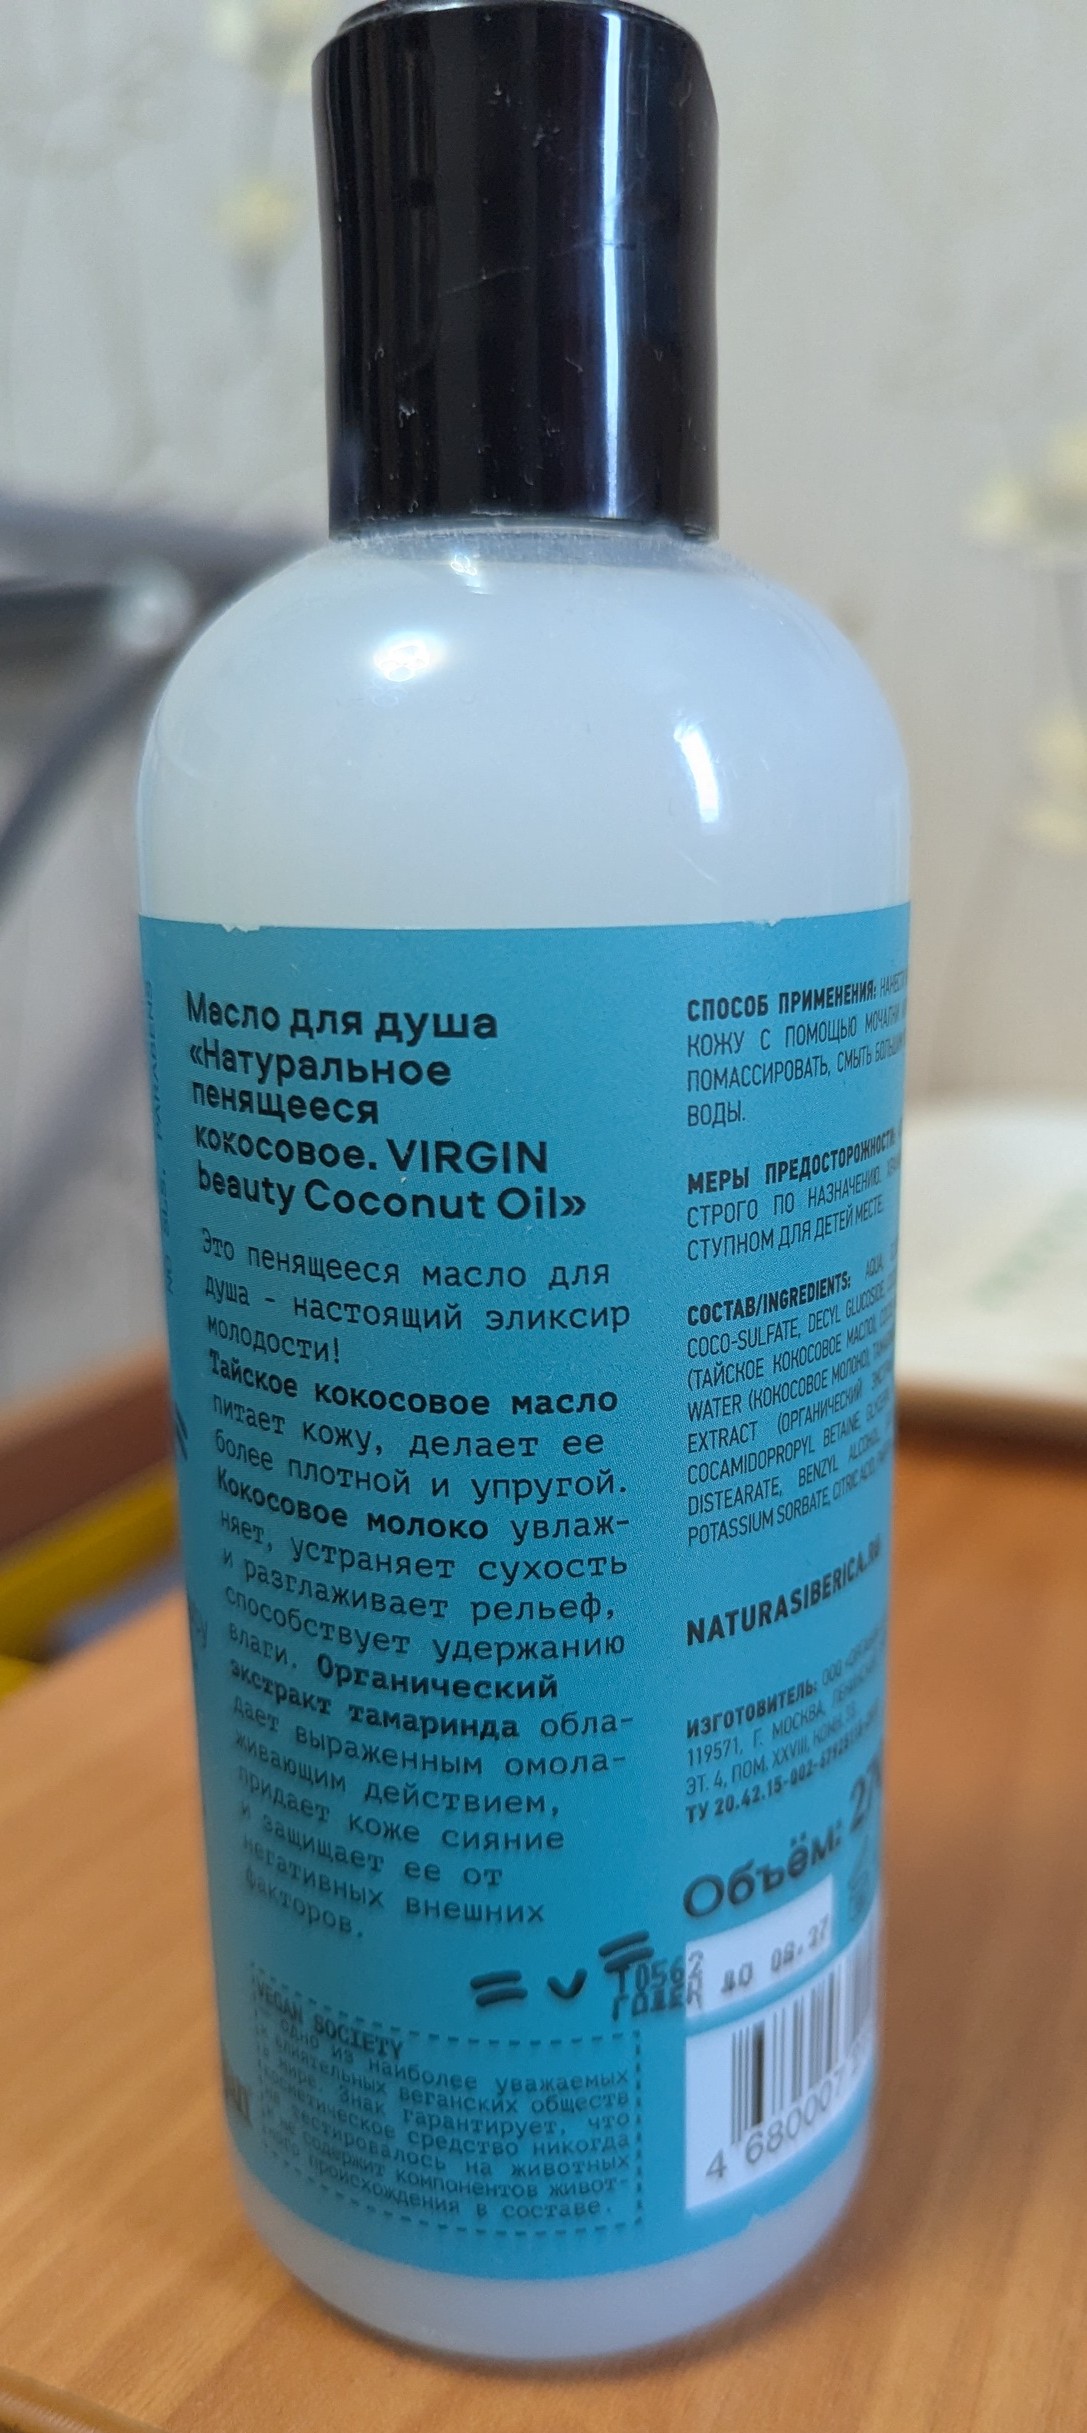 Масло для душа
«Натуральное
пенящееся
кокосовое. VIRGIN
beauty Coconut Oil»
Это пенящееся масло для
душа - настоящий эликсир
молодости!
Тайское кокосовое масло
питает кожу, делает ее
более плотной и упругой.
Кокосовое молоко увлаж-
няет, устраняет сухость
и разглаживает рельеф,
способствует удержанию
влаги. Органический
экстракт тамаринда обла-
дает выраженным омола-
живающим действием,
придает коже сияние
и защищает ее от
негативных внешних
факторов.
VEGAN SOCIETY
- одно из наиболее уважаемых
и влиятельных веганских обществ
в мире. Знак гарантирует, что
косметическое средство никогда
не тестировалось на животных
и не содержит компонентов живот-
ного происхождения в составе.
СПОСОБ ПРИМЕНЕНИЯ:
КОЖУ С ПОМОЩЬЮ МОЧАЛКИ
ПОМАССИРОВАТЬ, СМЫТЬ
ВОДЫ.
МЕРЫ ПРЕДОСТОРОЖНОСТИ:
СТРОГО ПО НАЗНАЧЕНИЮ.
СТУПНОМ ДЛЯ ДЕТЕЙ МЕСТЕ.
СОСТАВ/INGREDIENTS: AQUA,
COCO-SULFATE, DECYL GLUCOSIDE,
(ТАЙСКОЕ КОКОСОВОЕ МАСЛО),
WATER (КОКОСОВОЕ МОЛОКО),
EXTRACT (ОРГАНИЧЕСКИЙ
COCAMIDOPROPYL BETAINE,
DISTEARATE, BENZYL ALCOHOL,
POTASSIUM SORBATE, CITRIC ACID,
NATURASIBERICA.RU
ИЗГОТОВИТЕЛЬ: ООО
119571, Г. МОСКВА,
ЭТ. 4, ПОМ. XXVIII,
ТУ 20.42.15-002-
Объём:
T0562
ГОДЕН ДО 08.27
4 680007